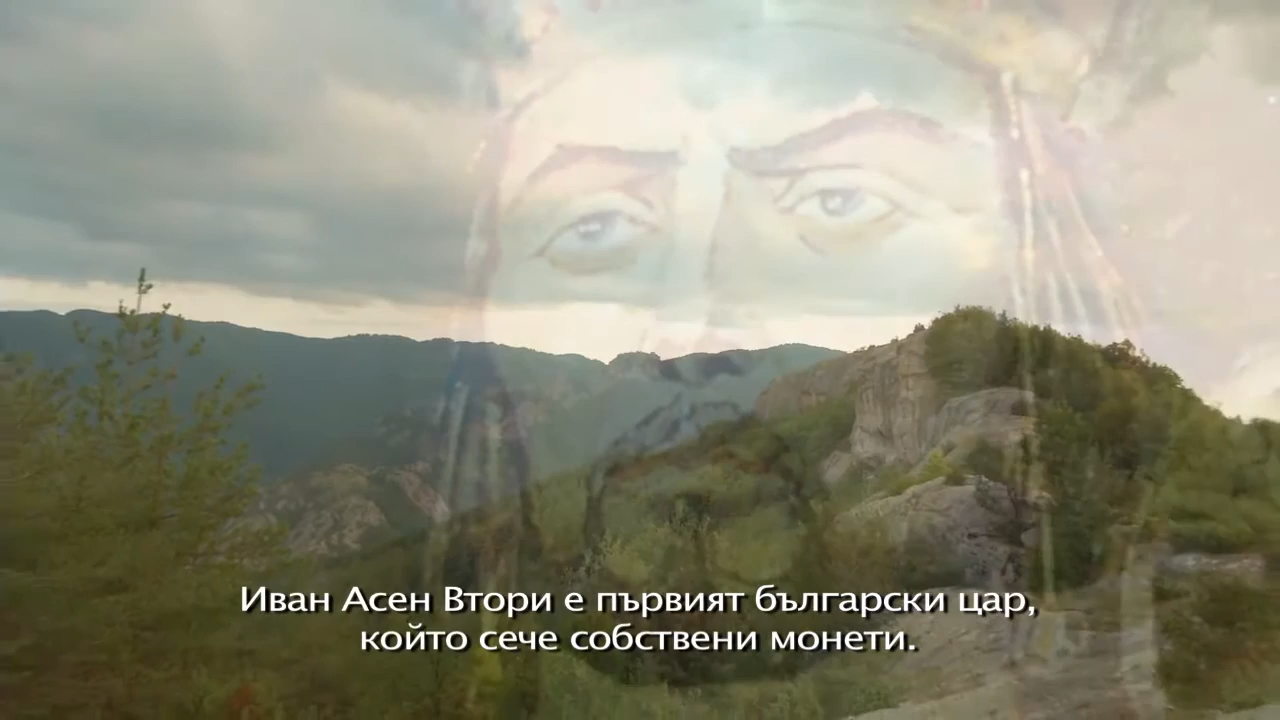 Иван Асен Втори е първият български цар,
който сече собствени монети.